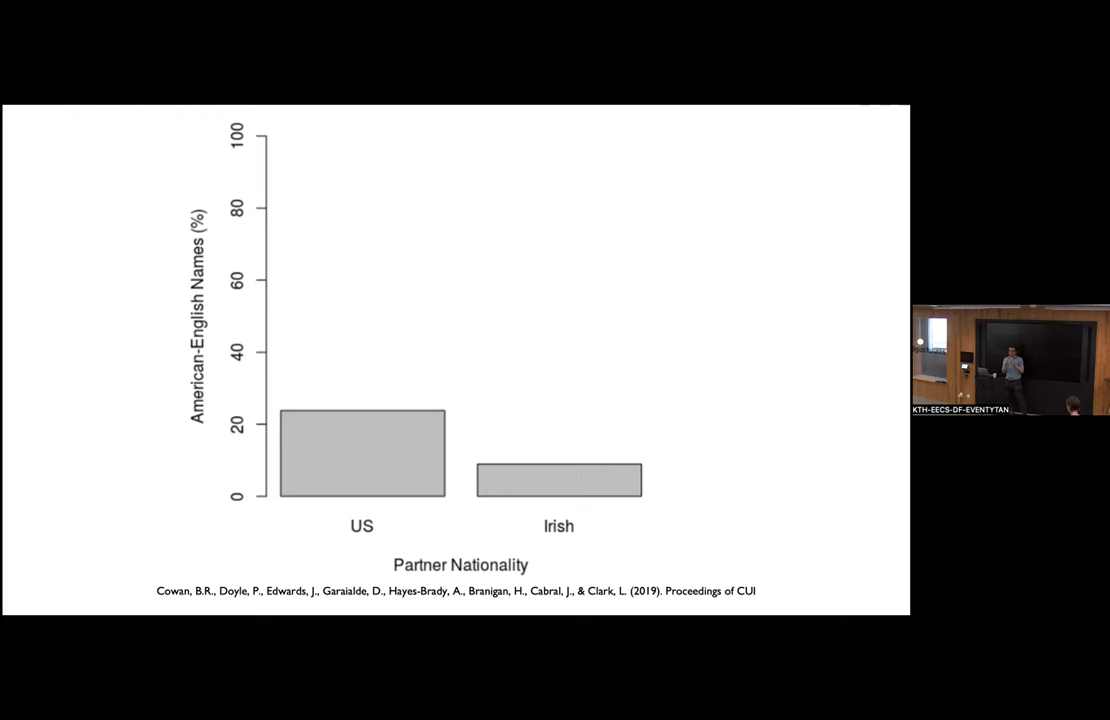 100
80
60
40
20
0
American-English Names (%)
US
Irish
Partner Nationality
Cowan, B.R., Doyle, P., Edwards, J., Garaialde, D., Hayes-Brady, A., Branigan, H., Cabral, J., & Clark, L. (2019). Proceedings of CUI
KTH-EECS-DF-EVENTYTAN